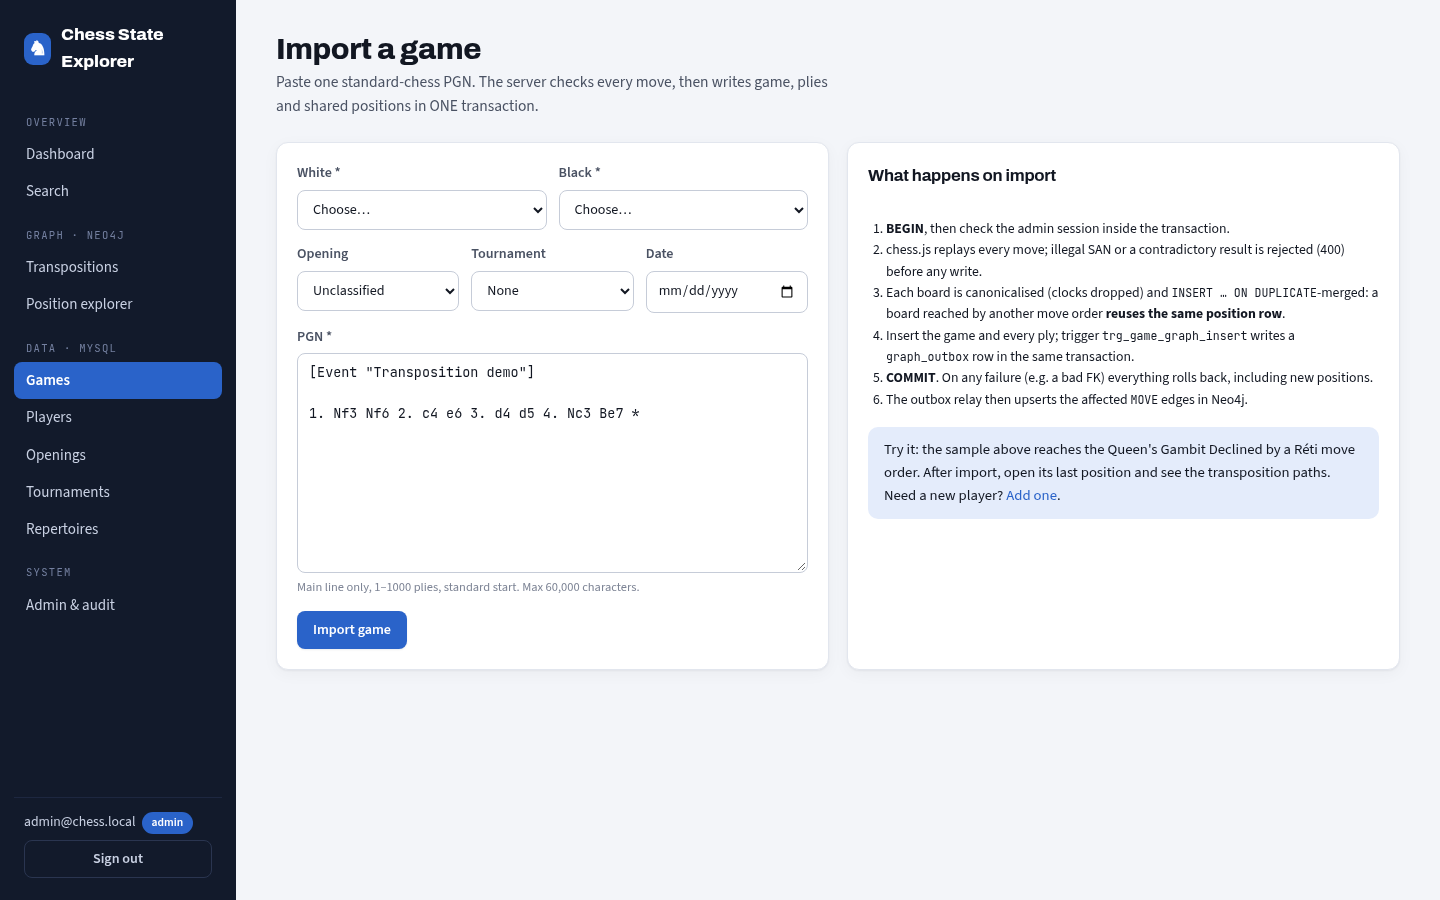 Chess State
Explorer
OVERVIEW
Dashboard
Search
GRAPH · NEO4J
Transpositions
Position explorer
DATA · MYSQL
Games
Players
Openings
Tournaments
Repertoires
SYSTEM
Admin & audit
admin@chess.local admin
Sign out
Import a game
Paste one standard-chess PGN. The server checks every move, then writes game, plies
and shared positions in ONE transaction.
White * Black *
Choose... Choose...
Opening Tournament Date
Unclassified None mm/dd/yyyy
PGN *
[Event "Transposition demo"]
1. Nf3 Nf6 2. c4 e6 3. d4 d5 4. Nc3 Be7 *
Main line only, 1–1000 plies, standard start. Max 60,000 characters.
Import game
What happens on import
1. BEGIN, then check the admin session inside the transaction.
2. chess.js replays every move; illegal SAN or a contradictory result is rejected (400)
before any write.
3. Each board is canonicalised (clocks dropped) and INSERT … ON DUPLICATE-merged: a
board reached by another move order reuses the same position row.
4. Insert the game and every ply; trigger trg_game_graph_insert writes a
graph_outbox row in the same transaction.
5. COMMIT. On any failure (e.g. a bad FK) everything rolls back, including new positions.
6. The outbox relay then upserts the affected MOVE edges in Neo4j.
Try it: the sample above reaches the Queen's Gambit Declined by a Réti move
order. After import, open its last position and see the transposition paths.
Need a new player? Add one.